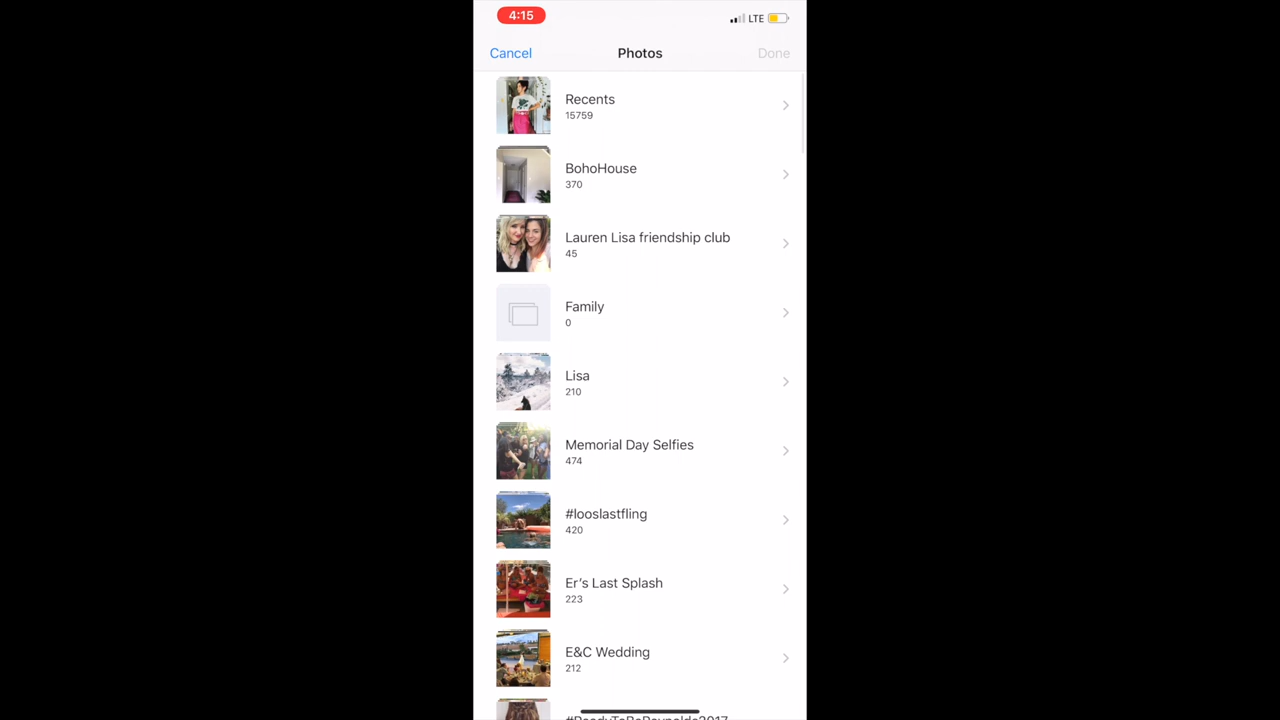 4:15
LTE
Cancel
Photos
Done
Recents
15759
BohoHouse
370
Lauren Lisa friendship club
45
Family
0
Lisa
210
Memorial Day Selfies
474
#looslastfling
420
Er's Last Splash
223
E&C Wedding
212
#ReadyToBeReynolds2017